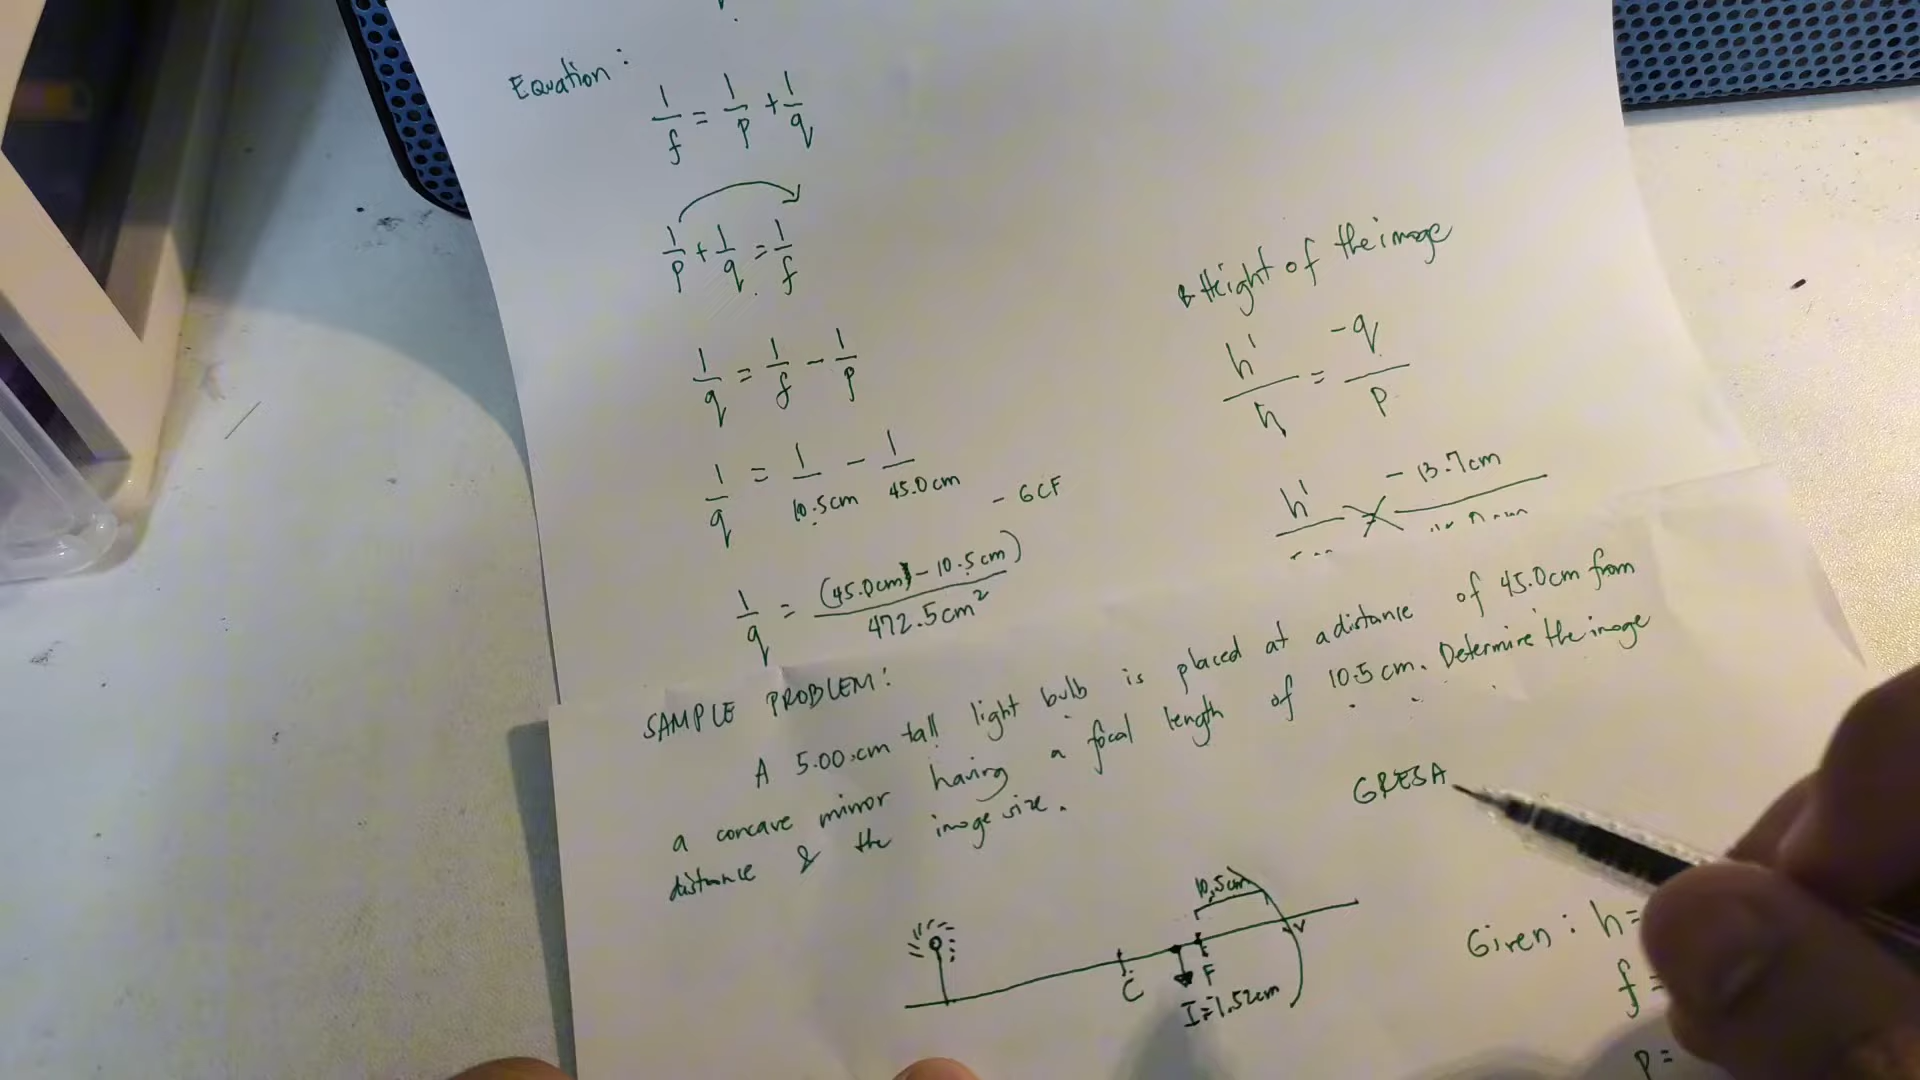 Equation :
1/f = 1/p + 1/q
1/p + 1/q = 1/f
1/q = 1/f - 1/p
1/q = 1/10.5cm - 1/45.0cm
- GCF
1/q = (45.0cm) - 10.5cm) / 472.5cm²
Height of the image
h'/h = -q/p
h' / = - 13.7cm /
SAMPLE PROBLEM:
A 5.00cm tall light bulb is placed at a distance of 45.0cm from
a concave mirror having a focal length of 10.5 cm. Determine the image
distance & the image size.
GRESA
10.5cm
C
F
V
I=-1.52cm
Given : h=
f =
p =